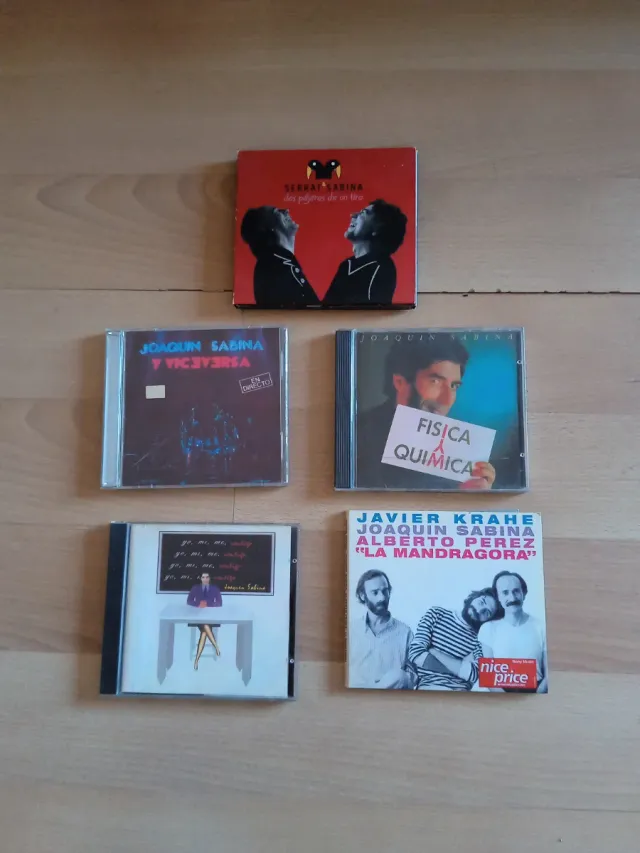 SERRAT SABINA
dos pájaros de un tiro
JOAQUIN SABINA
Y VICEVERSA
EN
DIRECTO
JOAQUIN SABINA
FISICA
Y
QUIMICA
yo, mi, me, contigo
yo, mi, me, contigo
yo, mi, me, contigo
yo, mi, contigo
Joaquín Sabina
JAVIER KRAHE
JOAQUIN SABINA
ALBERTO PEREZ
"LA MANDRAGORA"
nice
price